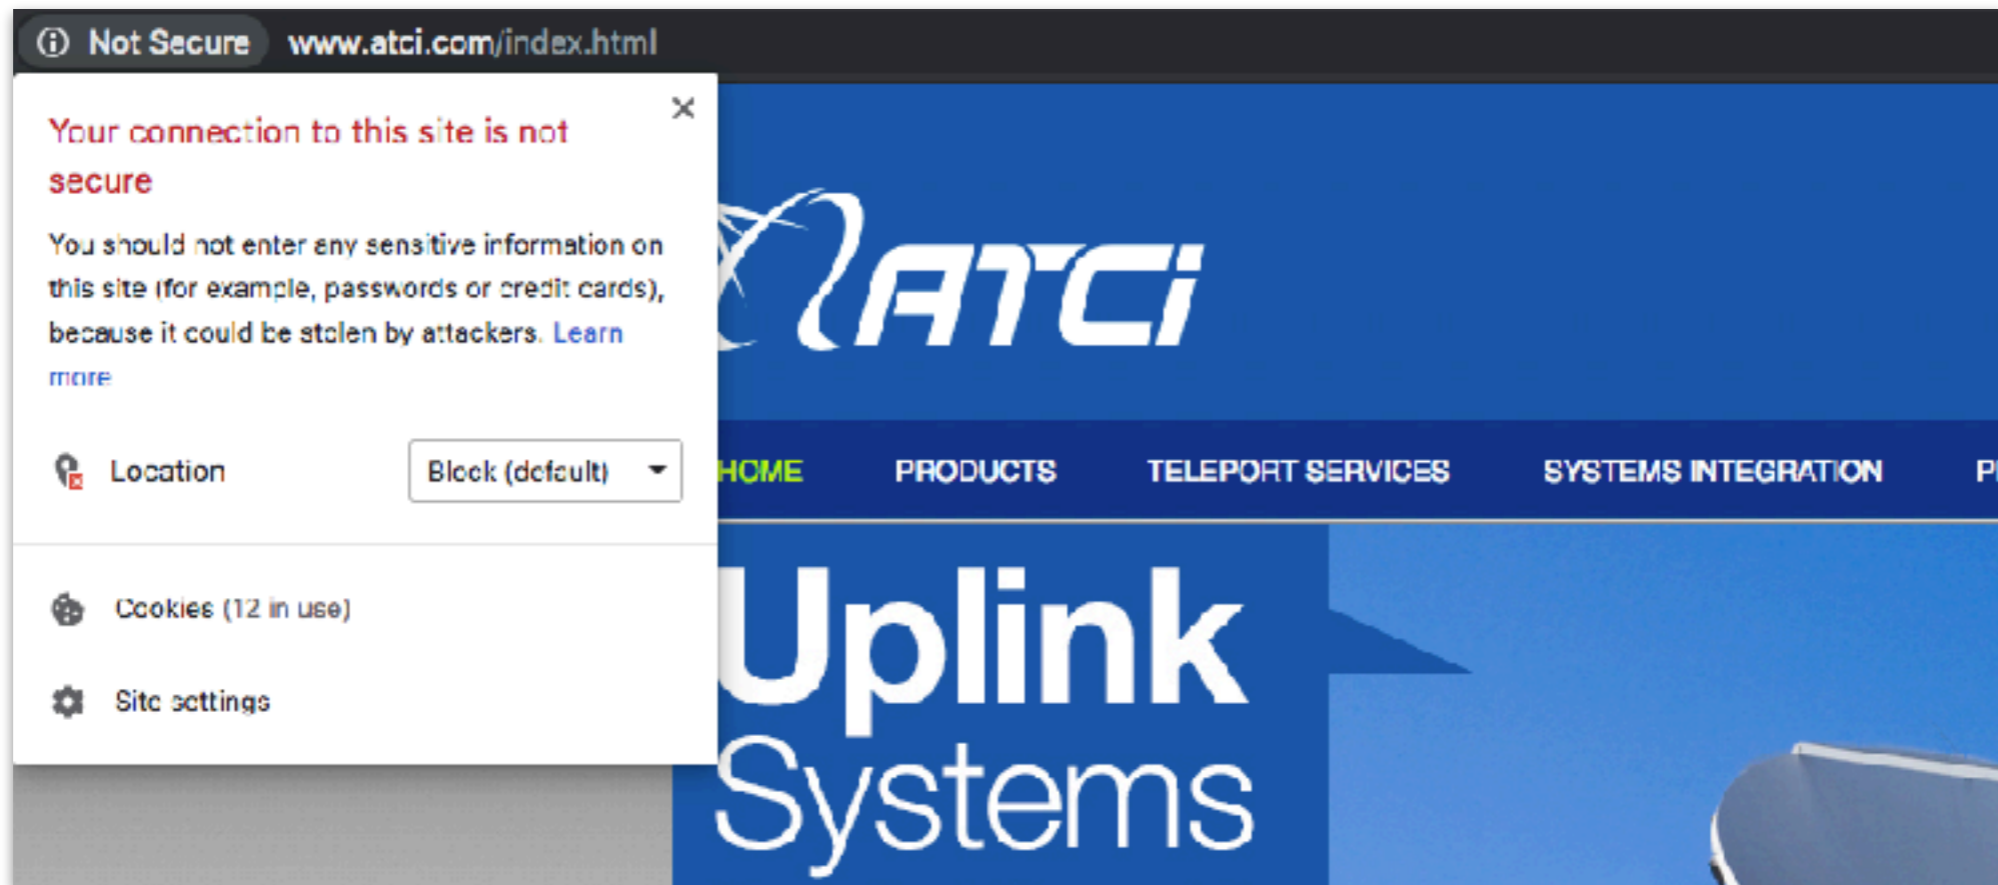 Not Secure www.atci.com/index.html
Your connection to this site is not
secure
You should not enter any sensitive information on
this site (for example, passwords or credit cards),
because it could be stolen by attackers. Learn
more
Location Block (default)
Cookies (12 in use)
Site settings
ATCi
HOME PRODUCTS TELEPORT SERVICES SYSTEMS INTEGRATION
Uplink
Systems